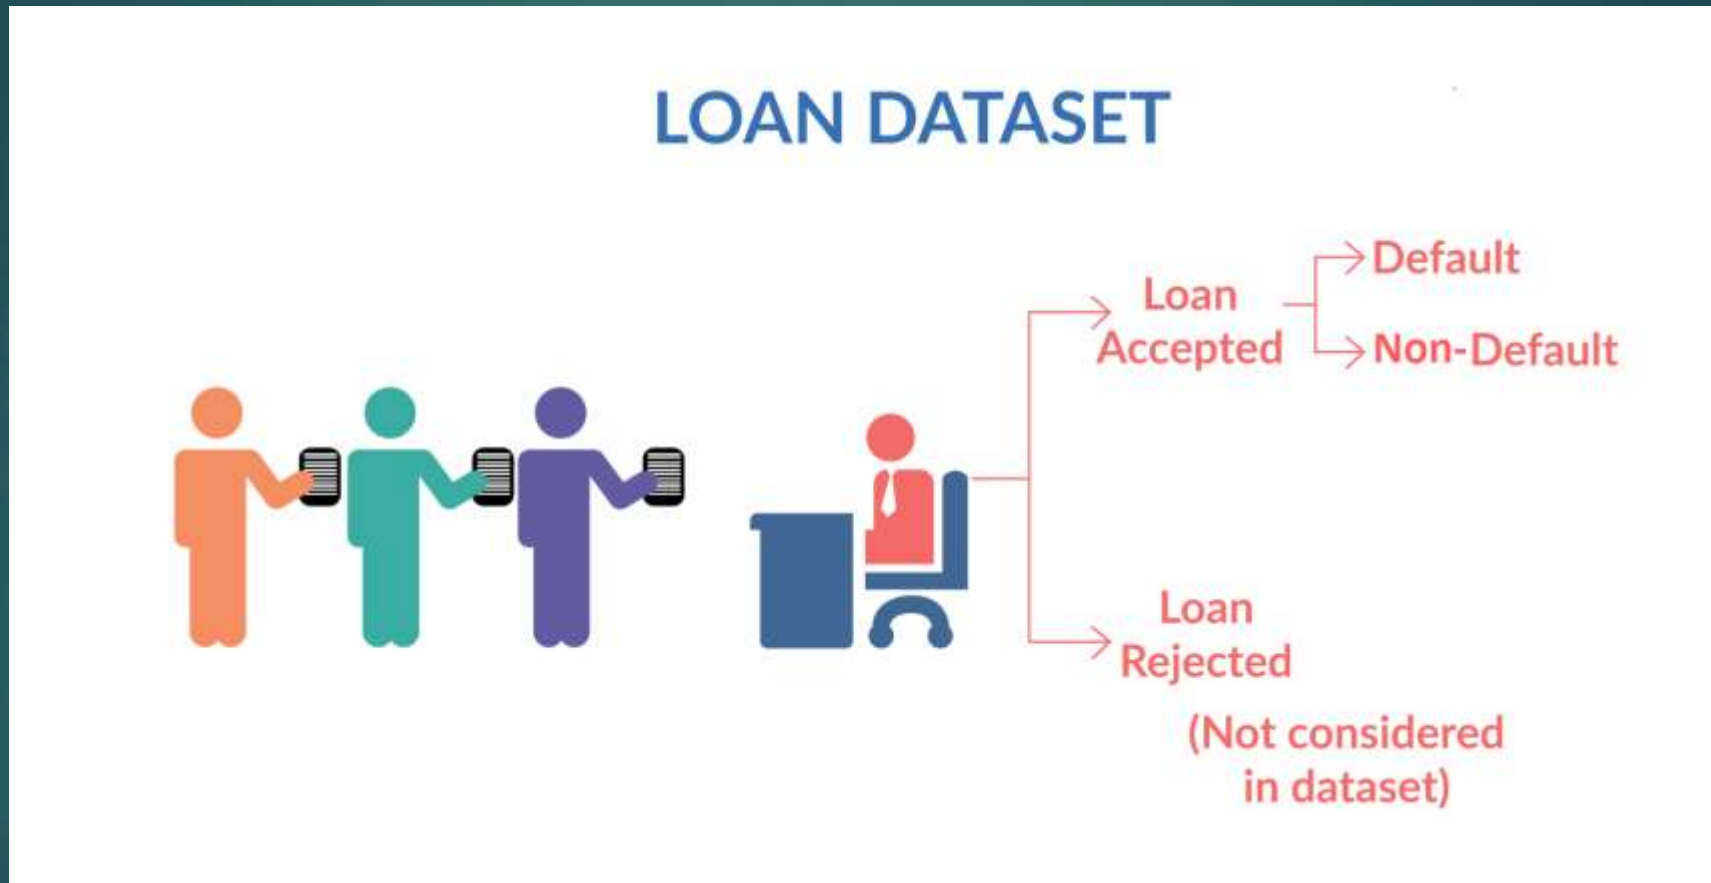 LOAN DATASET
Default
Loan
Accepted
Non-Default
Loan
Rejected
(Not considered
in dataset)